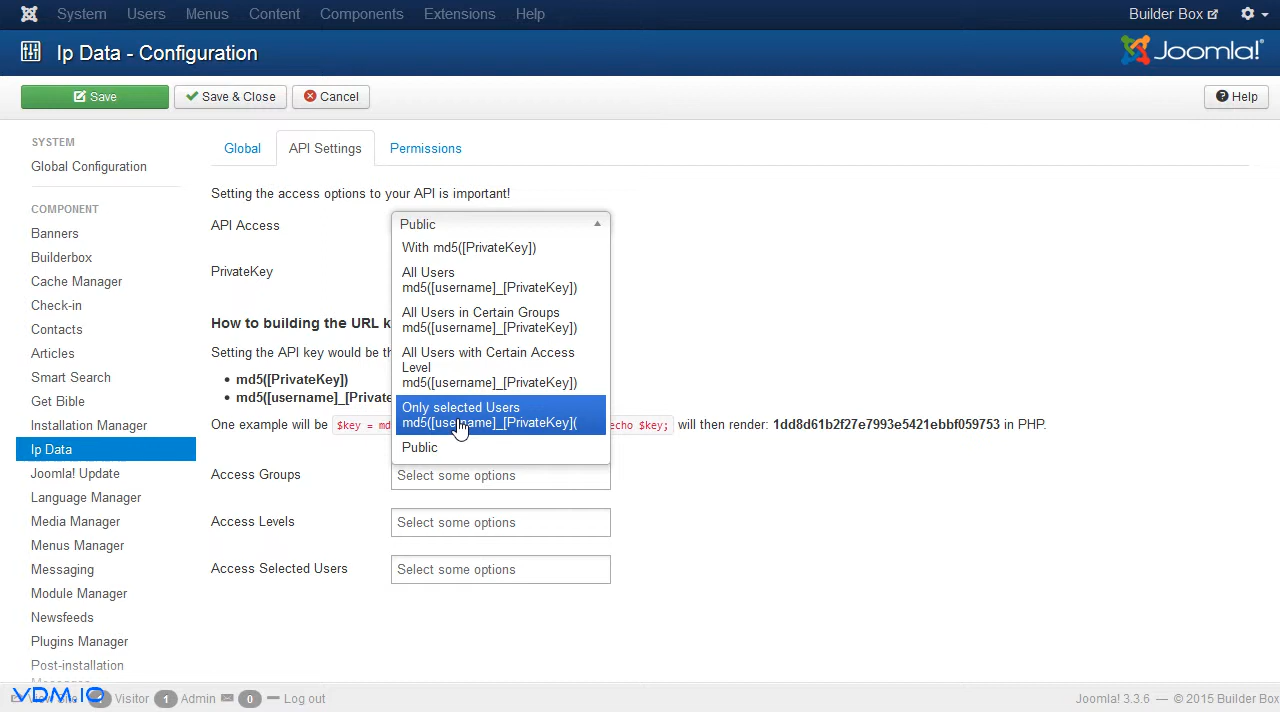 System Users Menus Content Components Extensions Help Builder Box
Ip Data - Configuration Joomla!
Save Save & Close Cancel Help
SYSTEM
Global Configuration
COMPONENT
Banners
Builderbox
Cache Manager
Check-in
Contacts
Articles
Smart Search
Get Bible
Installation Manager
Ip Data
Joomla! Update
Language Manager
Media Manager
Menus Manager
Messaging
Module Manager
Newsfeeds
Plugins Manager
Post-installation
Global API Settings Permissions
Setting the access options to your API is important!
API Access Public
With md5([PrivateKey])
All Users
md5([username]_[PrivateKey])
All Users in Certain Groups
md5([username]_[PrivateKey])
All Users with Certain Access
Level
md5([username]_[PrivateKey])
Only selected Users
md5([username]_[PrivateKey](
Public
PrivateKey
How to building the URL k
Setting the API key would be th
• md5([PrivateKey])
• md5([username]_[Private
One example will be $key = md echo $key; will then render: 1dd8d61b2f27e7993e5421ebbf059753 in PHP.
Access Groups Select some options
Access Levels Select some options
Access Selected Users Select some options
VDM.IO Visitor 1 Admin 0 Log out Joomla! 3.3.6 — © 2015 Builder Box